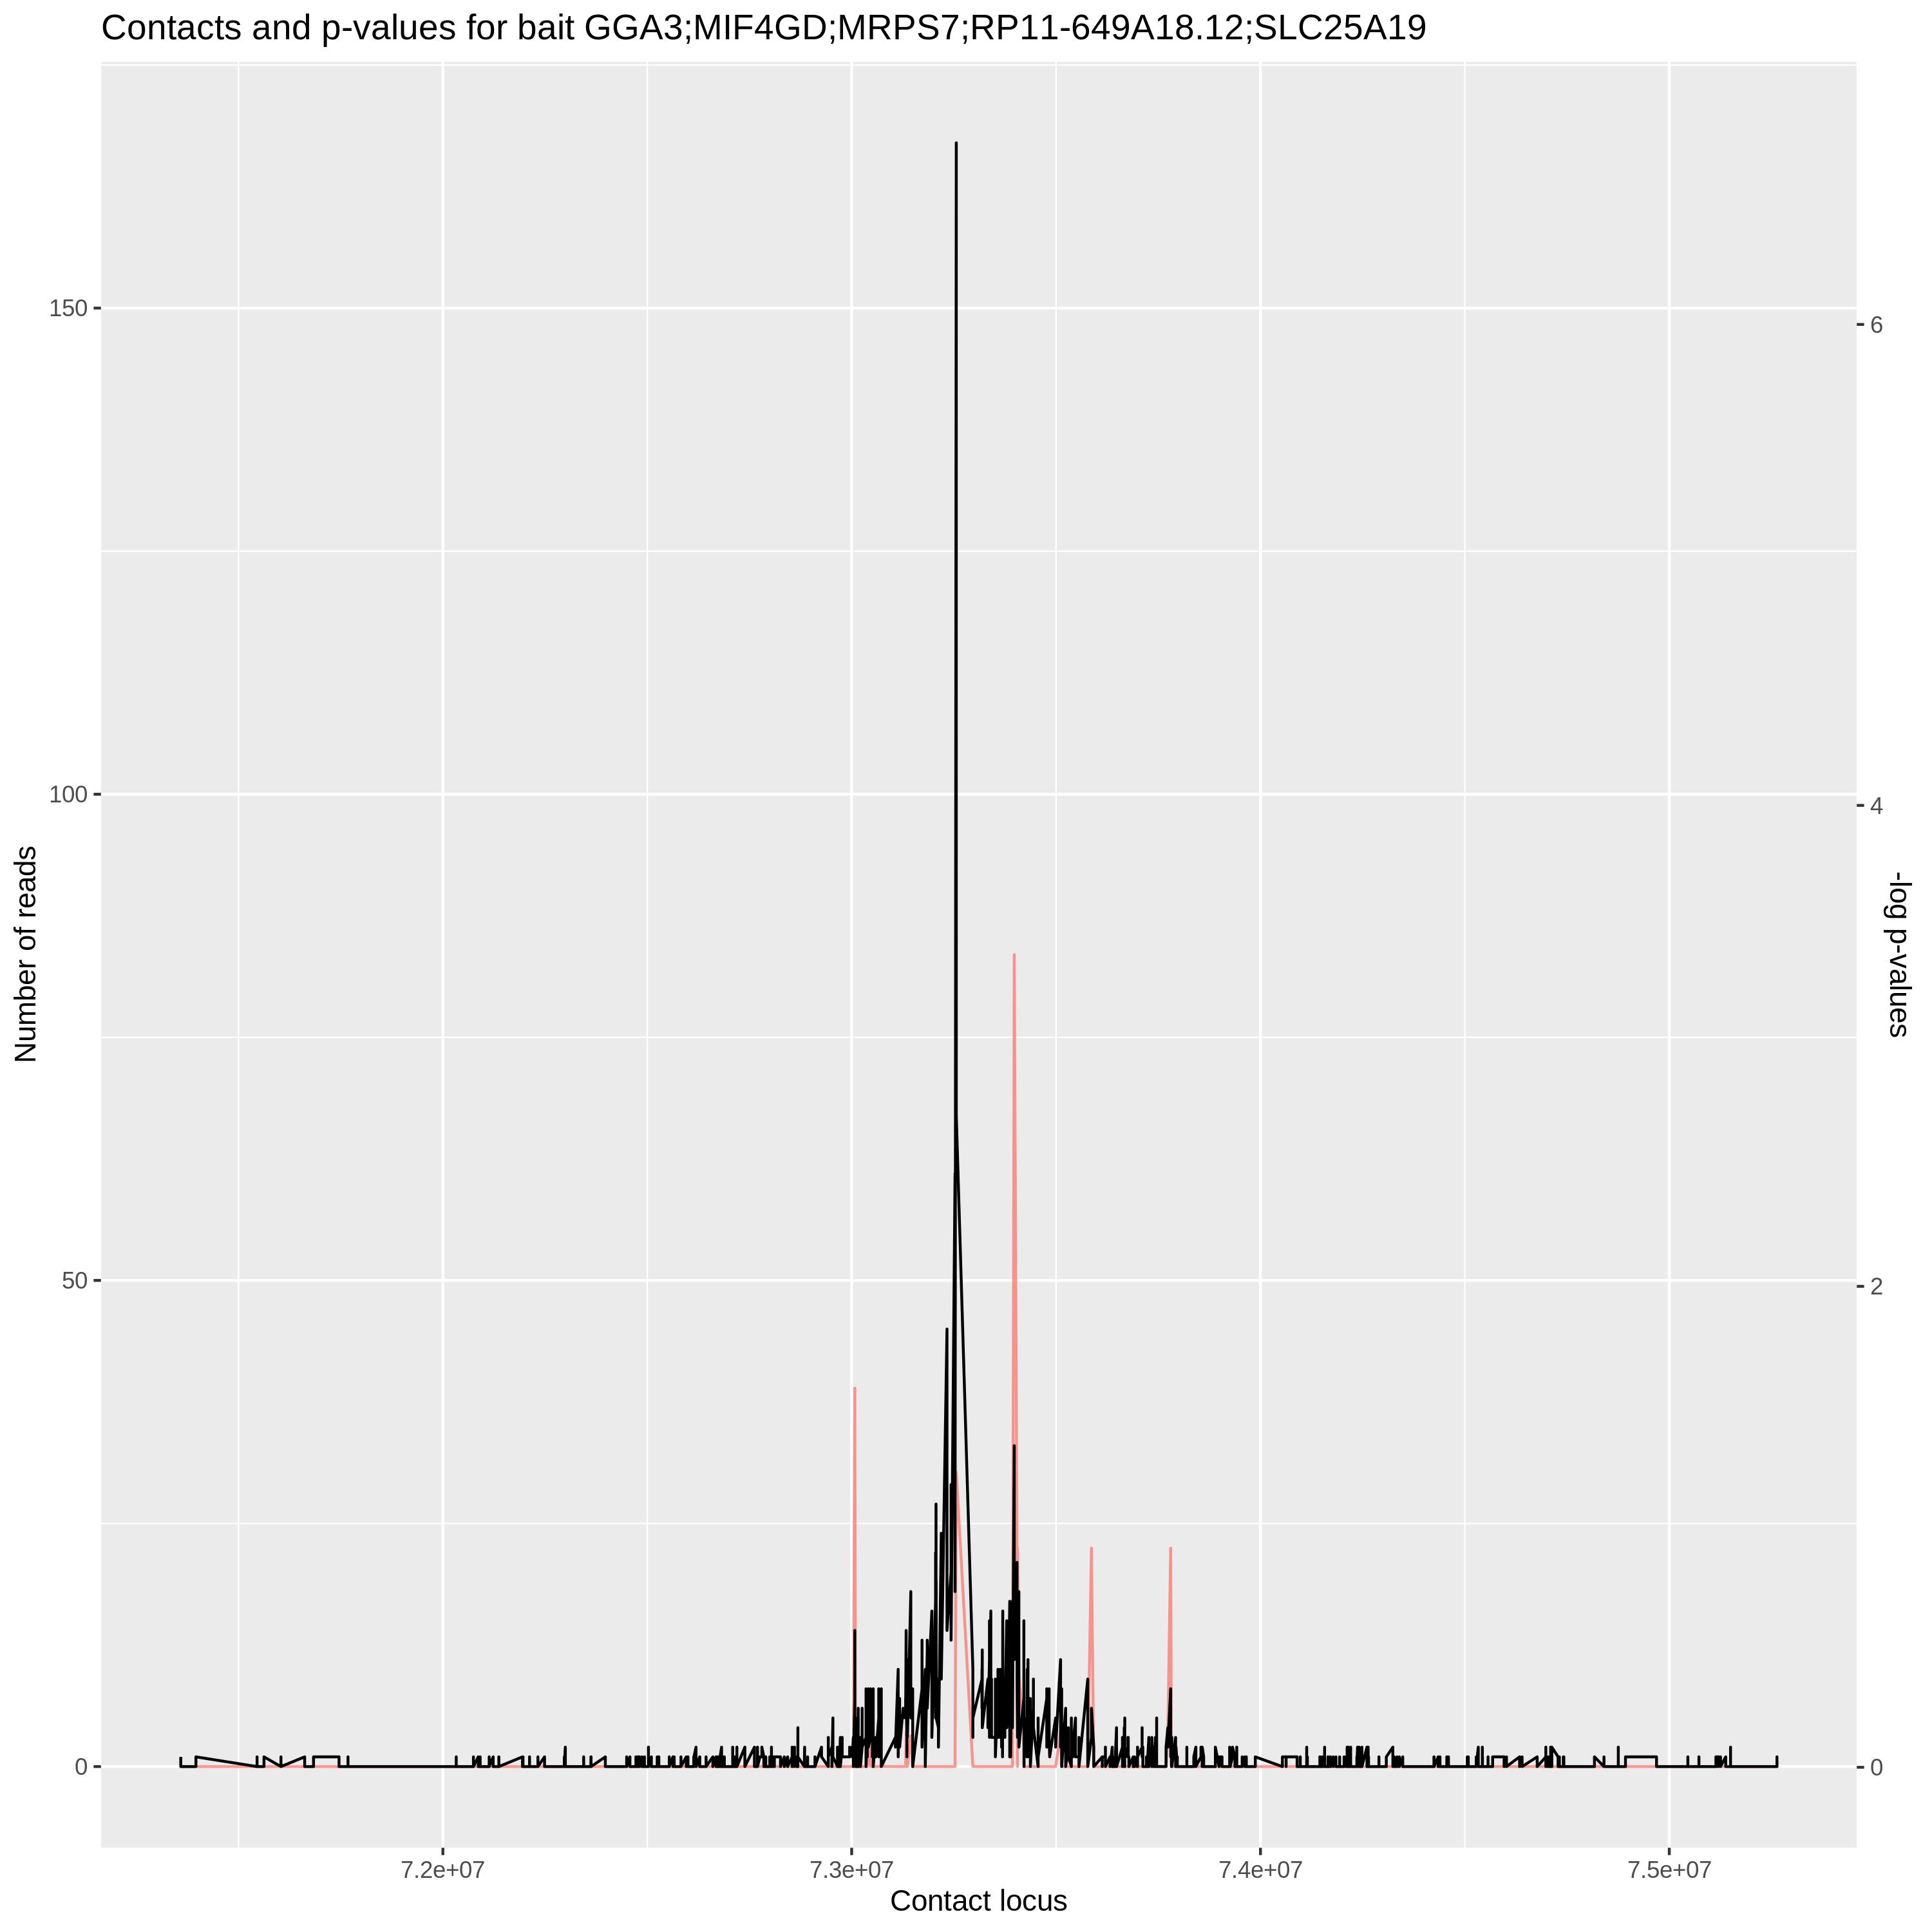 Contacts and p-values for bait GGA3;MIF4GD;MRPS7;RP11-649A18.12;SLC25A19
150
100
50
0
Number of reads
6
4
2
0
-log p-values
7.2e+07
7.3e+07
7.4e+07
7.5e+07
Contact locus